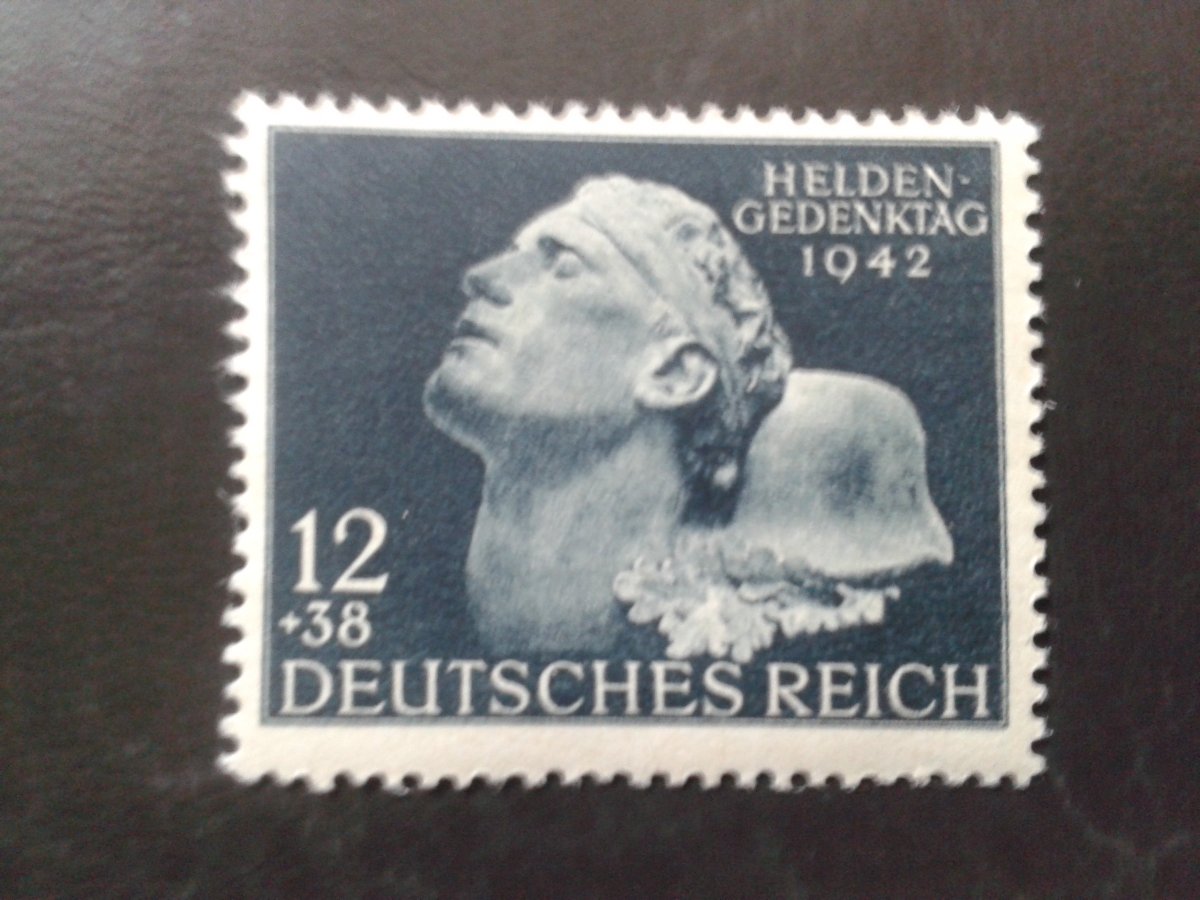 HELDEN-
GEDENKTAG
1942
12
+38
DEUTSCHES REICH